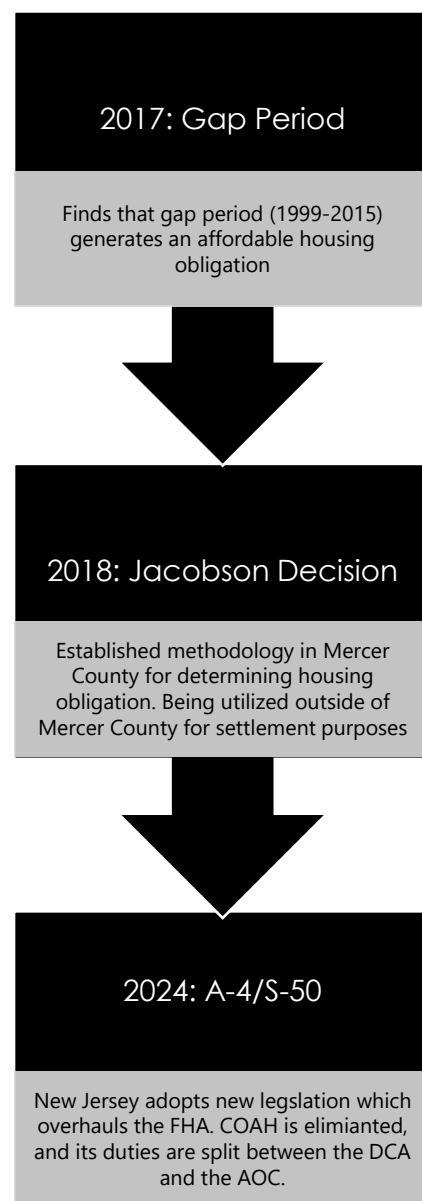 2017: Gap Period
Finds that gap period (1999-2015)
generates an affordable housing
obligation
2018: Jacobson Decision
Established methodology in Mercer
County for determining housing
obligation. Being utilized outside of
Mercer County for settlement purposes
2024: A-4/S-50
New Jersey adopts new legslation which
overhauls the FHA. COAH is elimianted,
and its duties are split between the DCA
and the AOC.